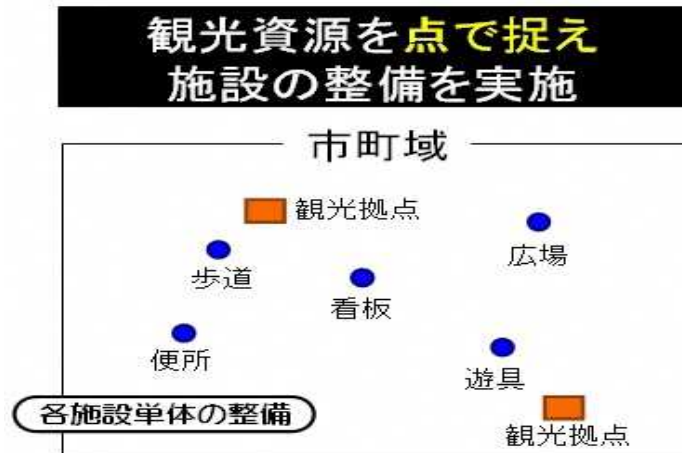 観光資源を点で捉え
施設の整備を実施
市町域
観光拠点
広場
歩道
看板
便所
遊具
各施設単体の整備
観光拠点